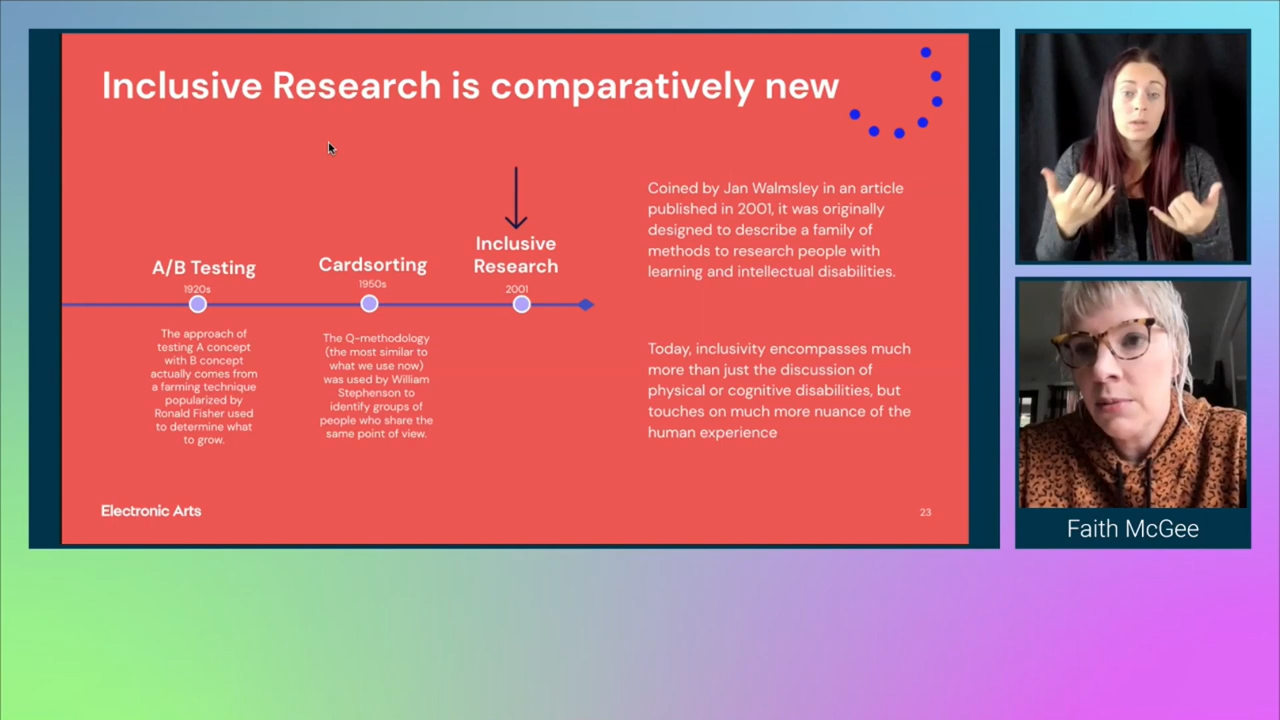 Inclusive Research is comparatively new
A/B Testing
1920s
The approach of
testing A concept
with B concept
actually comes from
a farming technique
popularized by
Ronald Fisher used
to determine what
to grow.
Cardsorting
1950s
The Q-methodology
(the most similar to
what we use now)
was used by William
Stephenson to
identify groups of
people who share the
same point of view.
Inclusive
Research
2001
Coined by Jan Walmsley in an article
published in 2001, it was originally
designed to describe a family of
methods to research people with
learning and intellectual disabilities.
Today, inclusivity encompasses much
more than just the discussion of
physical or cognitive disabilities, but
touches on much more nuance of the
human experience
Electronic Arts
23
Faith McGee